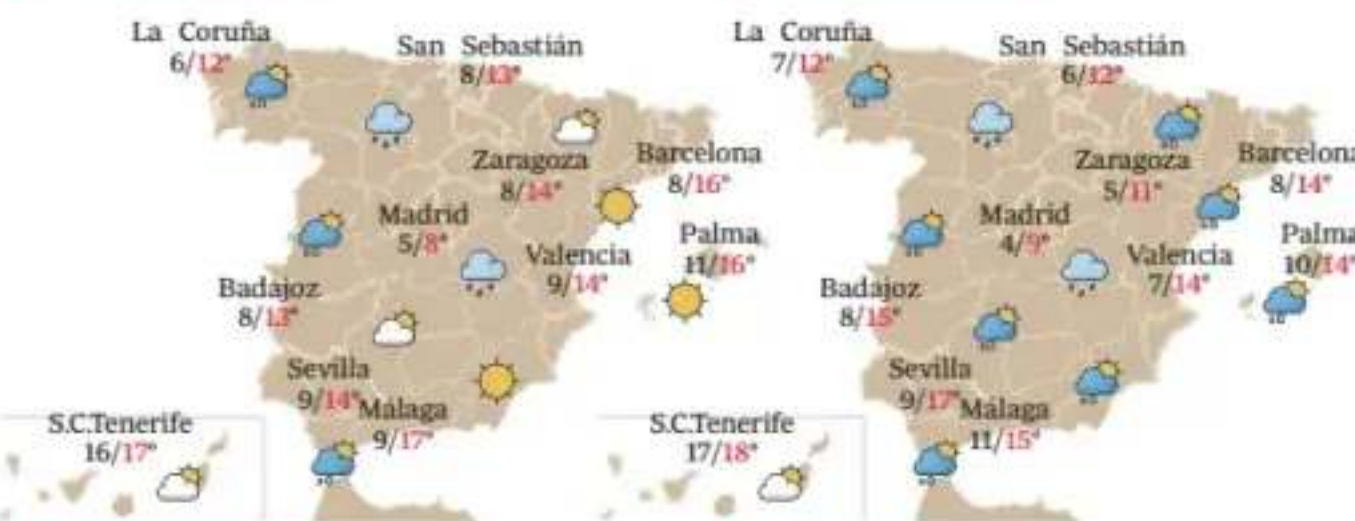 La Coruña
6/12°
San Sebastián
8/13°
Zaragoza
8/14°
Barcelona
8/16°
Madrid
5/8°
Valencia
9/14°
Palma
11/16°
Badajoz
8/13°
Sevilla
9/14°
Málaga
9/17°
S.C.Tenerife
16/17°
La Coruña
7/12°
San Sebastián
6/12°
Zaragoza
5/11°
Barcelona
8/14°
Madrid
4/9°
Valencia
7/14°
Palma
10/14°
Badajoz
8/15°
Sevilla
9/17°
Málaga
11/15°
S.C.Tenerife
17/18°